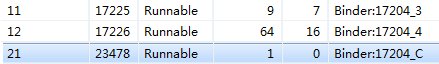 11 17225 Runnable 9 7 Binder:17204_3
12 17226 Runnable 64 16 Binder:17204_4
21 23478 Runnable 1 0 Binder:17204_C